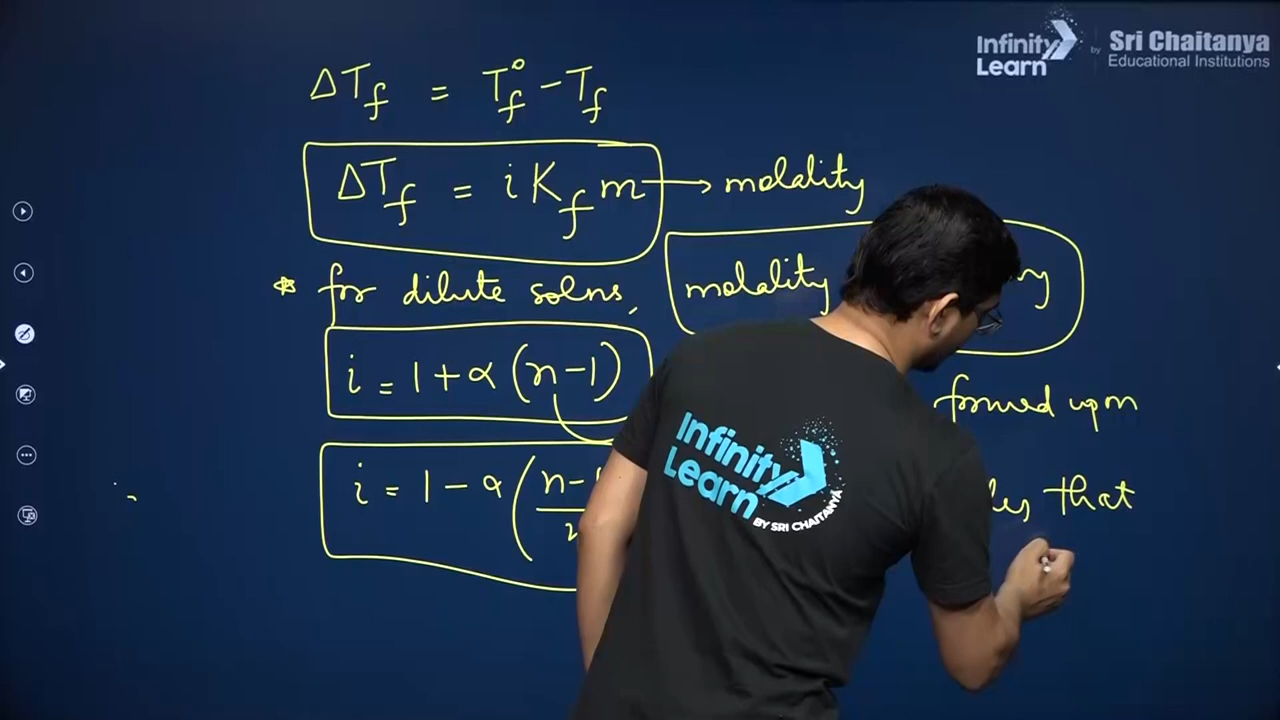 Infinity Learn by Sri Chaitanya Educational Institutions
ΔTf = T°f - Tf
ΔTf = i Kf m → molality
* for dilute solns, molality
i = 1 + α (n-1)
formed upon
i = 1 - α (n-
that
Infinity
Learn
BY SRI CHAITANYA